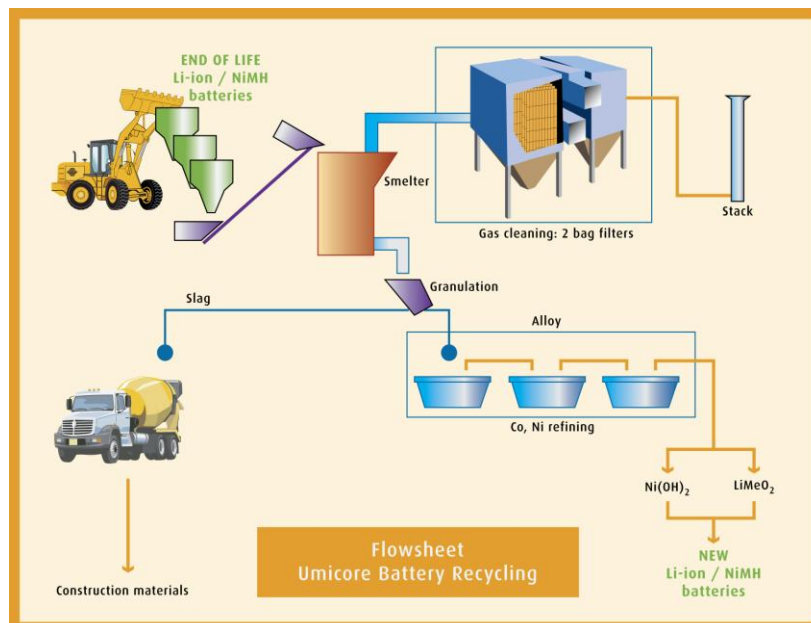 END OF LIFE
Li-ion / NiMH
batteries
Smelter
Stack
Gas cleaning: 2 bag filters
Granulation
Slag
Alloy
Co, Ni refining
Ni(OH)2
LiMeO2
Flowsheet
Umicore Battery Recycling
NEW
Li-ion / NiMH
batteries
Construction materials